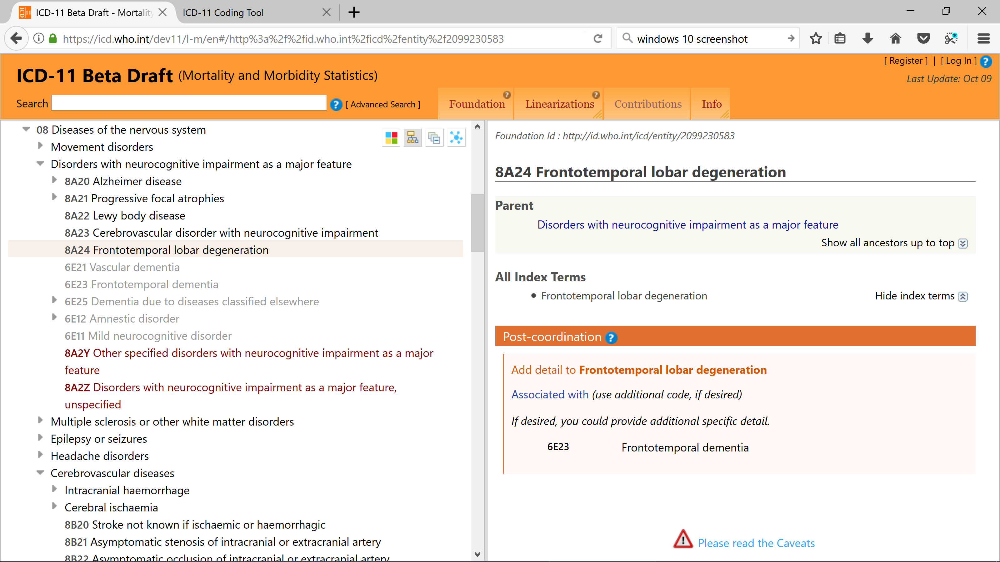 ICD-11 Beta Draft - Mortality
ICD-11 Coding Tool
https://icd.who.int/dev11/l-m/en#/http%3a%2f%2fid.who.int%2ficd%2fentity%2f2099230583
windows 10 screenshot
[ Register ] | [ Log In ]
ICD-11 Beta Draft (Mortality and Morbidity Statistics)
Last Update: Oct 09
Search
[ Advanced Search ]
Foundation
Linearizations
Contributions
Info
08 Diseases of the nervous system
Movement disorders
Disorders with neurocognitive impairment as a major feature
8A20 Alzheimer disease
8A21 Progressive focal atrophies
8A22 Lewy body disease
8A23 Cerebrovascular disorder with neurocognitive impairment
8A24 Frontotemporal lobar degeneration
6E21 Vascular dementia
6E23 Frontotemporal dementia
6E25 Dementia due to diseases classified elsewhere
6E12 Amnestic disorder
6E11 Mild neurocognitive disorder
8A2Y Other specified disorders with neurocognitive impairment as a major
feature
8A2Z Disorders with neurocognitive impairment as a major feature,
unspecified
Multiple sclerosis or other white matter disorders
Epilepsy or seizures
Headache disorders
Cerebrovascular diseases
Intracranial haemorrhage
Cerebral ischaemia
8B20 Stroke not known if ischaemic or haemorrhagic
8B21 Asymptomatic stenosis of intracranial or extracranial artery
8B22 Asymptomatic occlusion of intracranial or extracranial artery
Foundation Id : http://id.who.int/icd/entity/2099230583
8A24 Frontotemporal lobar degeneration
Parent
Disorders with neurocognitive impairment as a major feature
Show all ancestors up to top
All Index Terms
• Frontotemporal lobar degeneration
Hide index terms
Post-coordination
Add detail to Frontotemporal lobar degeneration
Associated with (use additional code, if desired)
If desired, you could provide additional specific detail.
6E23 Frontotemporal dementia
Please read the Caveats